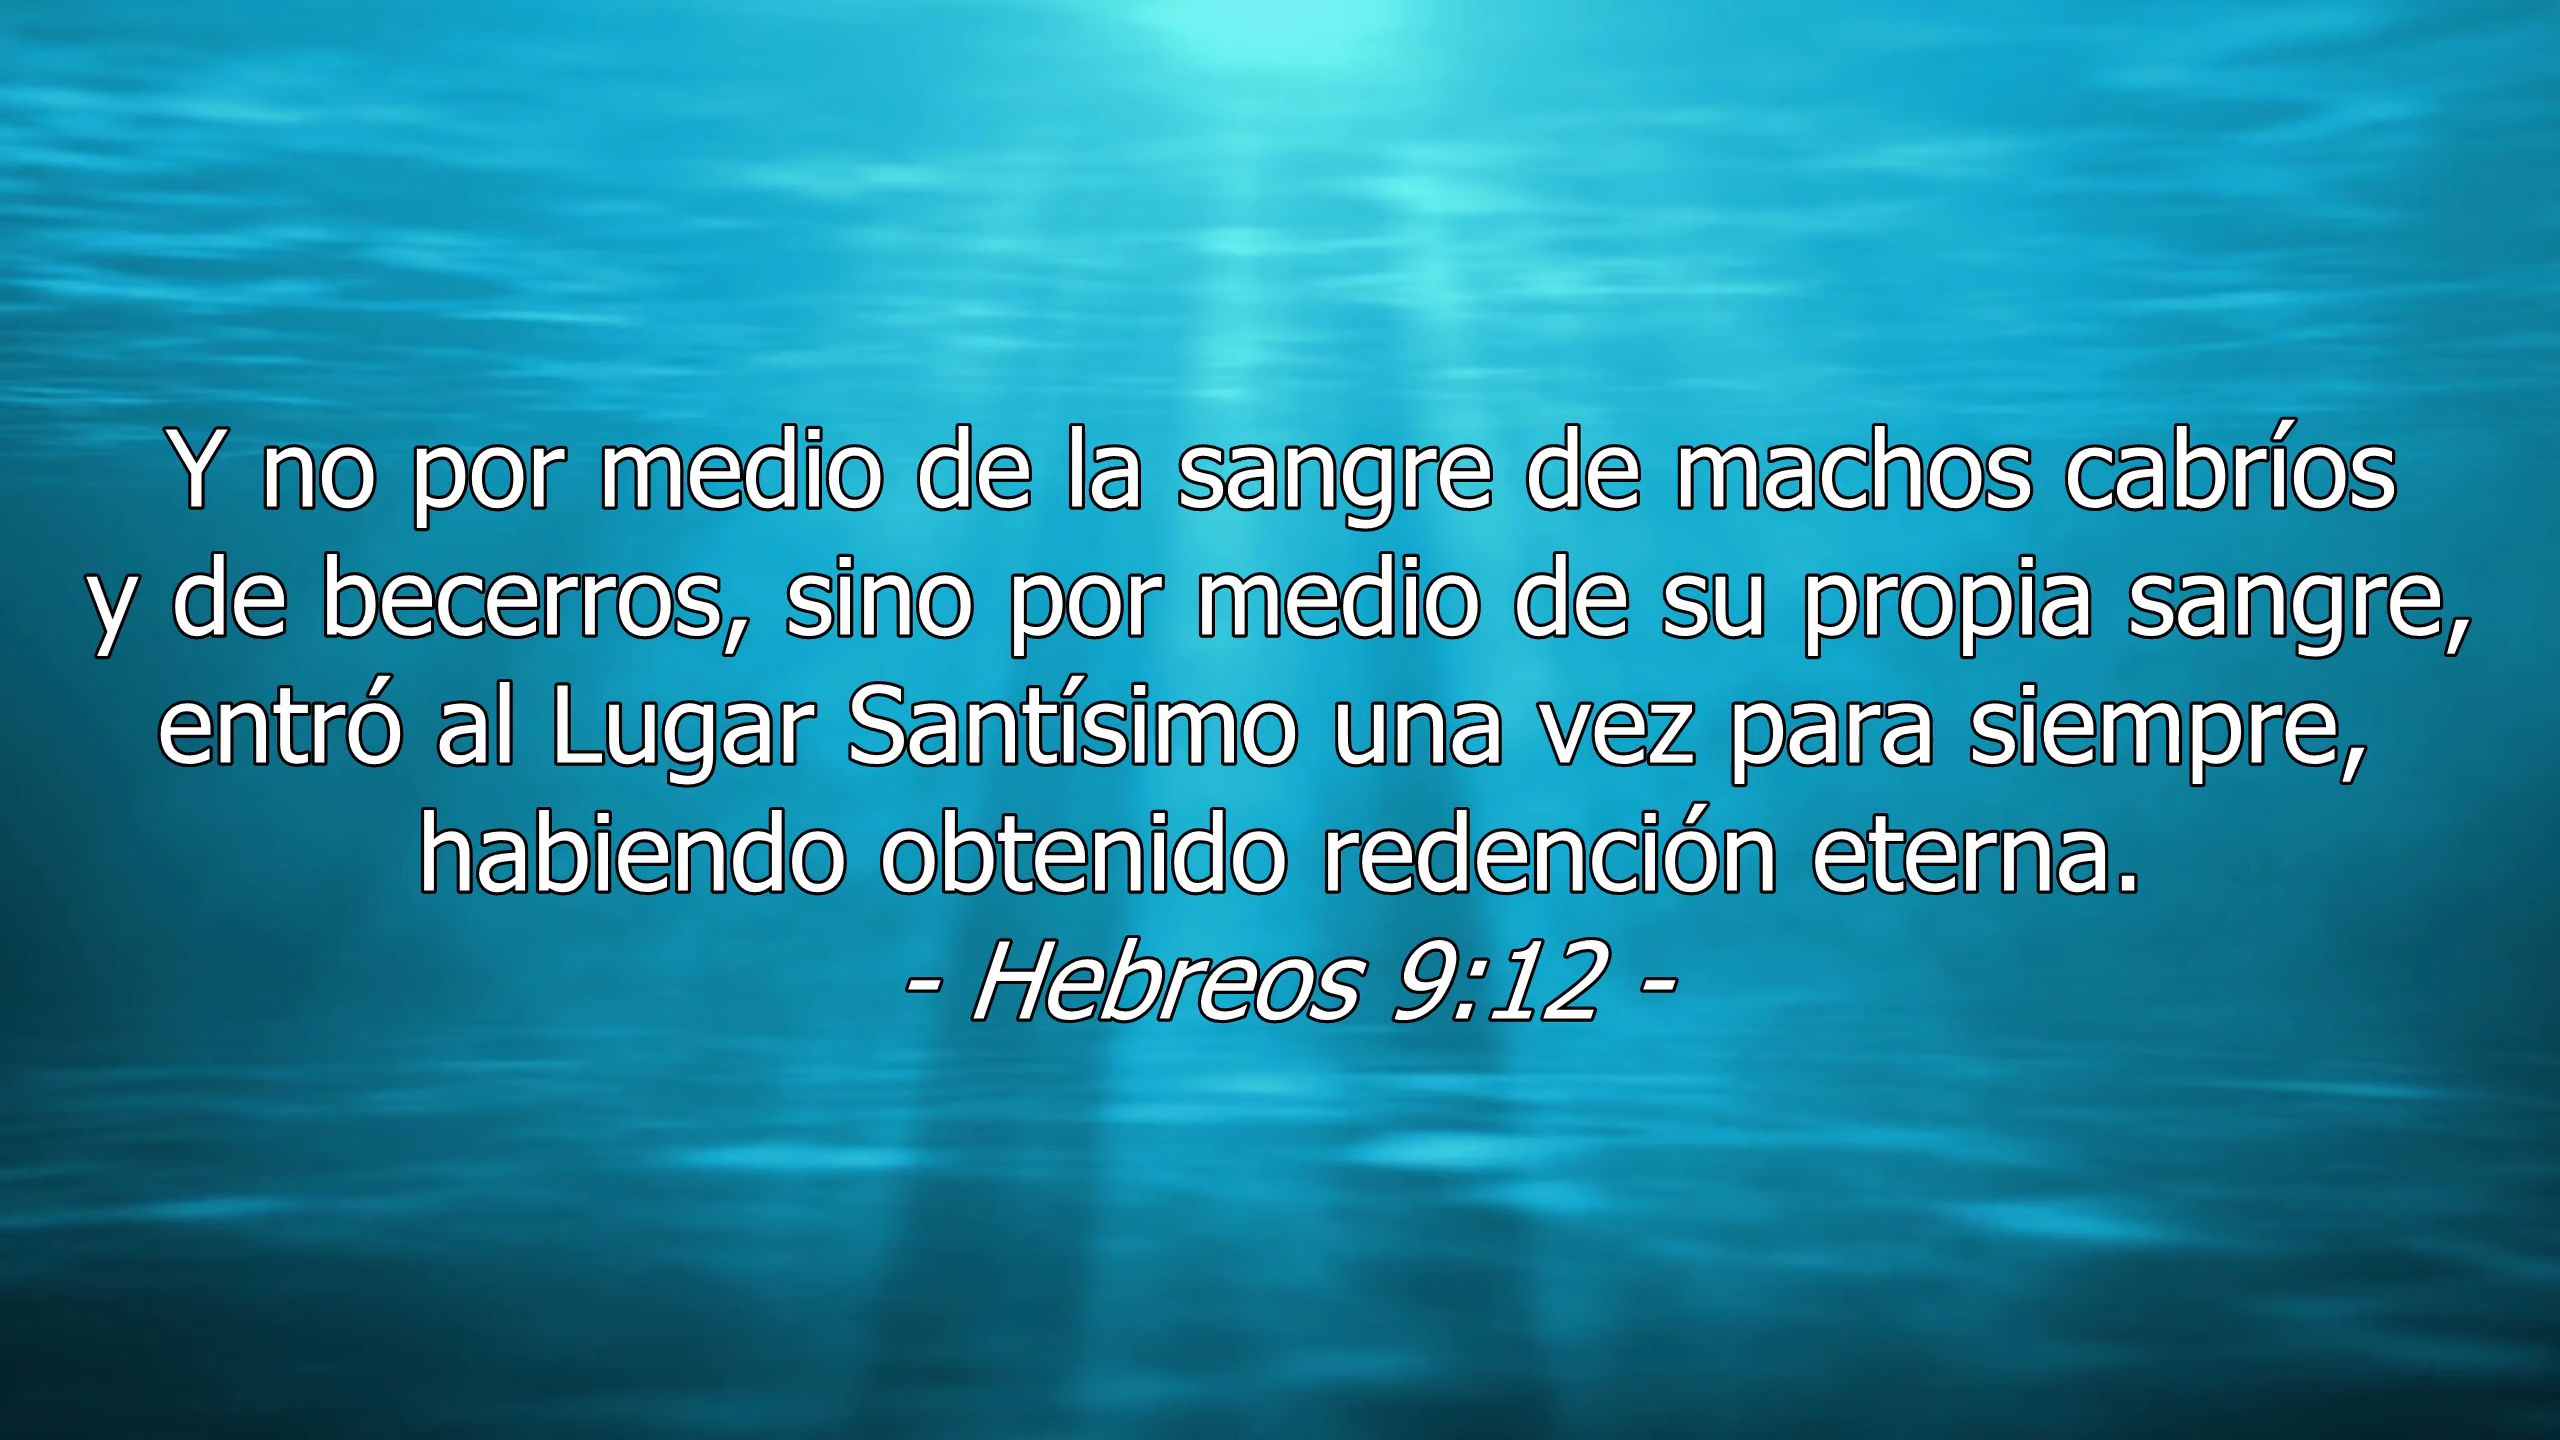 Y no por medio de la sangre de machos cabríos
y de becerros, sino por medio de su propia sangre,
entró al Lugar Santísimo una vez para siempre,
habiendo obtenido redención eterna.
- Hebreos 9:12 -